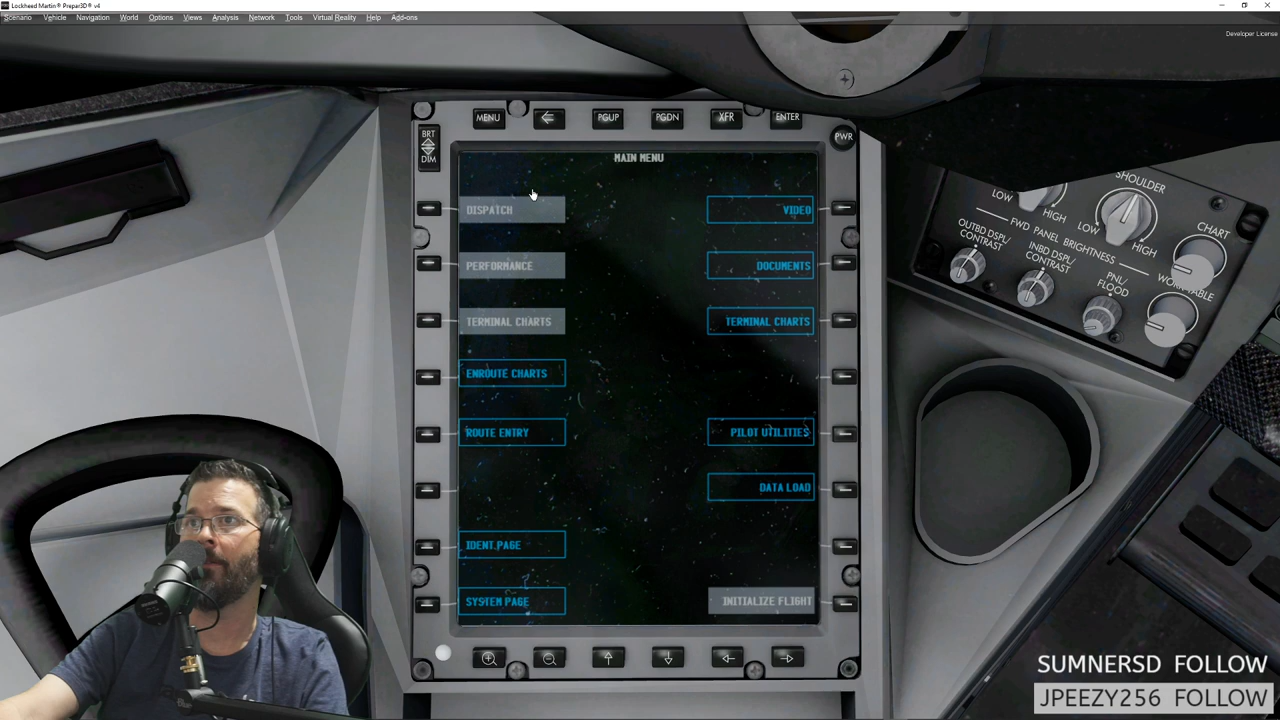 Lockheed Martin® Prepar3D® v4
Scenario Vehicle Navigation World Options Views Analysis Network Tools Virtual Reality Help Add-ons
Developer License
MENU PGUP PGDN XFR ENTER
BRT
DIM
PWR
MAIN MENU
DISPATCH VIDEO
PERFORMANCE DOCUMENTS
TERMINAL CHARTS TERMINAL CHARTS
ENROUTE CHARTS
ROUTE ENTRY PILOT UTILITIES
DATA LOAD
IDENT PAGE
SYSTEM PAGE INITIALIZE FLIGHT
SHOULDER
LOW HIGH
LOW HIGH
CHART
FWD PANEL BRIGHTNESS
OUTBD DSPL/
CONTRAST
INBD DSPL/
CONTRAST
PNL/
FLOOD
SUMNERSD FOLLOW
JPEEZY256 FOLLOW